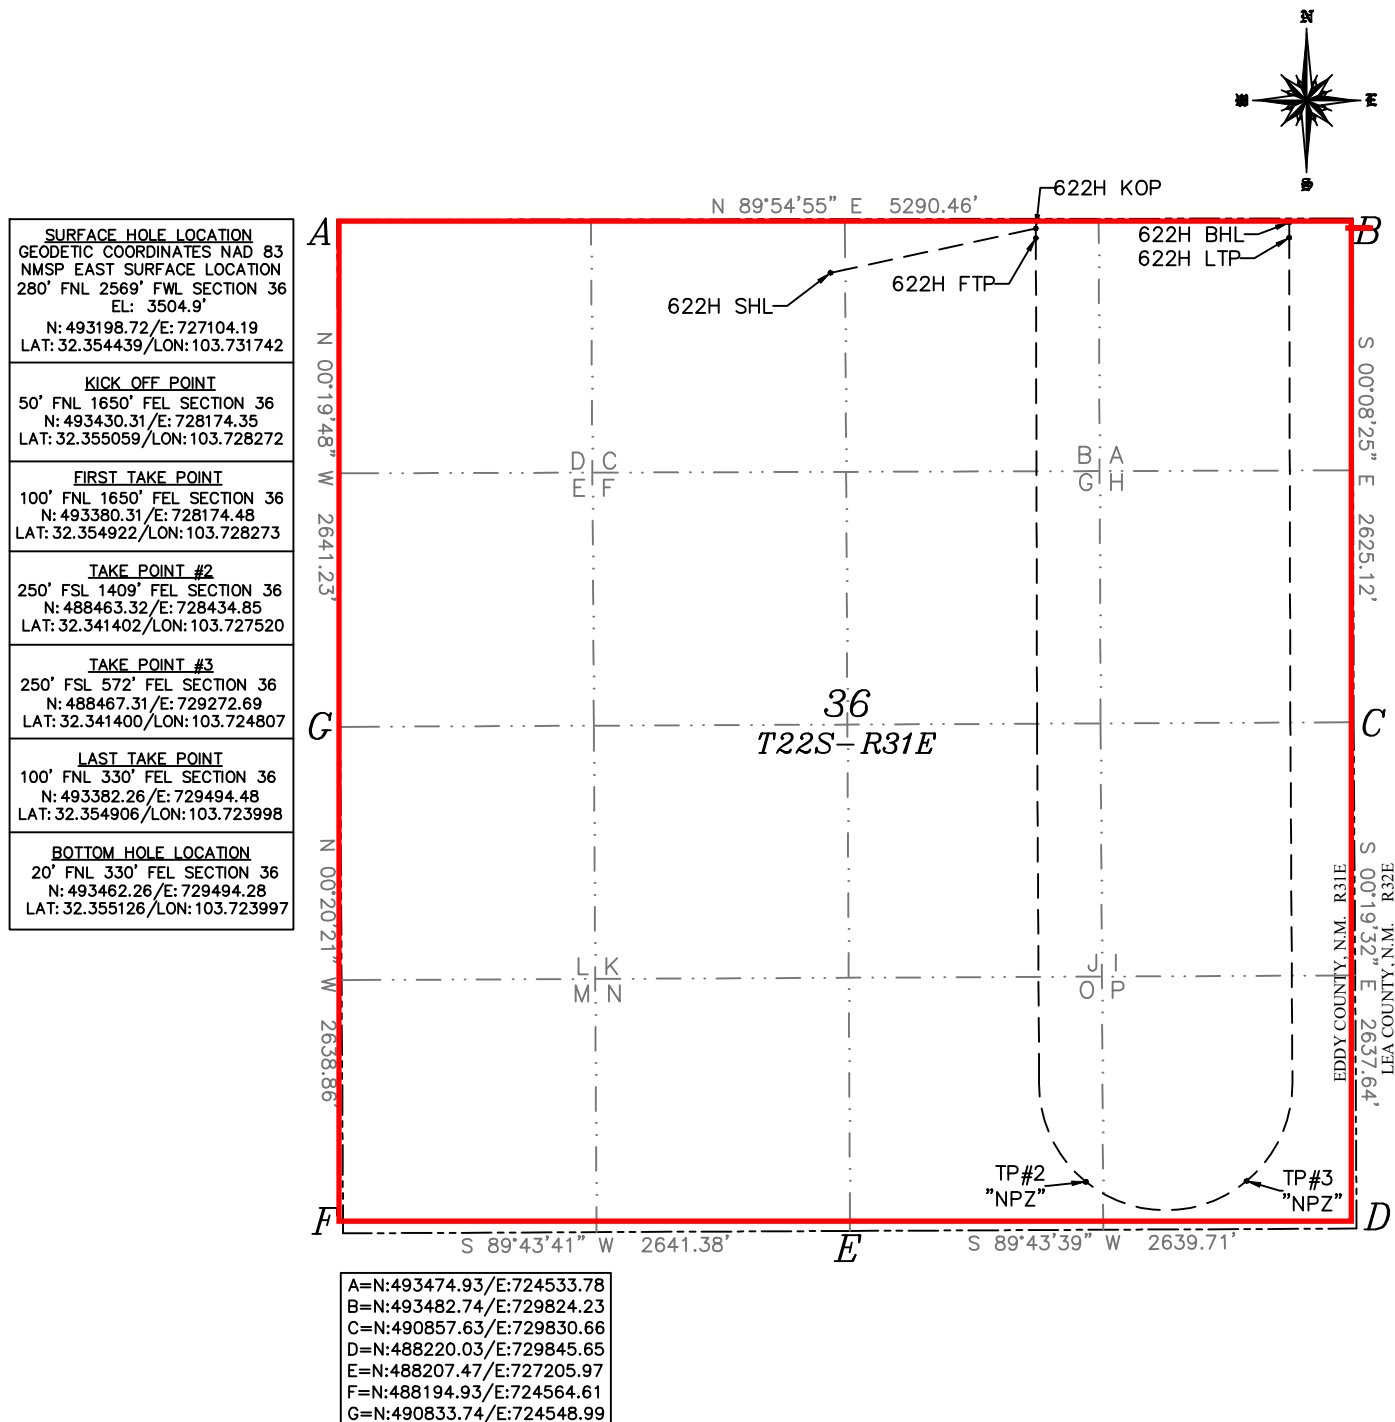 N
W
E
S
SURFACE HOLE LOCATION
GEODETIC COORDINATES NAD 83
NMSP EAST SURFACE LOCATION
280' FNL 2569' FWL SECTION 36
EL: 3504.9'
N: 493198.72/E: 727104.19
LAT: 32.354439/LON: 103.731742
KICK OFF POINT
50' FNL 1650' FEL SECTION 36
N: 493430.31/E: 728174.35
LAT: 32.355059/LON: 103.728272
FIRST TAKE POINT
100' FNL 1650' FEL SECTION 36
N: 493380.31/E: 728174.48
LAT: 32.354922/LON: 103.728273
TAKE POINT #2
250' FSL 1409' FEL SECTION 36
N: 488463.32/E: 728434.85
LAT: 32.341402/LON: 103.727520
TAKE POINT #3
250' FSL 572' FEL SECTION 36
N: 488467.31/E: 729272.69
LAT: 32.341400/LON: 103.724807
LAST TAKE POINT
100' FNL 330' FEL SECTION 36
N: 493382.26/E: 729494.48
LAT: 32.354906/LON: 103.723998
BOTTOM HOLE LOCATION
20' FNL 330' FEL SECTION 36
N: 493462.26/E: 729494.28
LAT: 32.355126/LON: 103.723997
622H KOP
N 89°54'55" E 5290.46'
A
B
622H BHL
622H LTP
622H FTP
622H SHL
N 00°19'48" W 2641.23'
S 00°08'25" E 2625.12'
D C
E F
B A
G H
36
T22S-R31E
G
C
N 00°20'21" W 2638.86'
S 00°19'32" E 2637.64'
EDDY COUNTY, N.M. R31E
LEA COUNTY, N.M. R32E
L K
M N
J I
O P
TP#2
"NPZ"
TP#3
"NPZ"
F
E
D
S 89°43'41" W 2641.38'
S 89°43'39" W 2639.71'
A=N:493474.93/E:724533.78
B=N:493482.74/E:729824.23
C=N:490857.63/E:729830.66
D=N:488220.03/E:729845.65
E=N:488207.47/E:727205.97
F=N:488194.93/E:724564.61
G=N:490833.74/E:724548.99